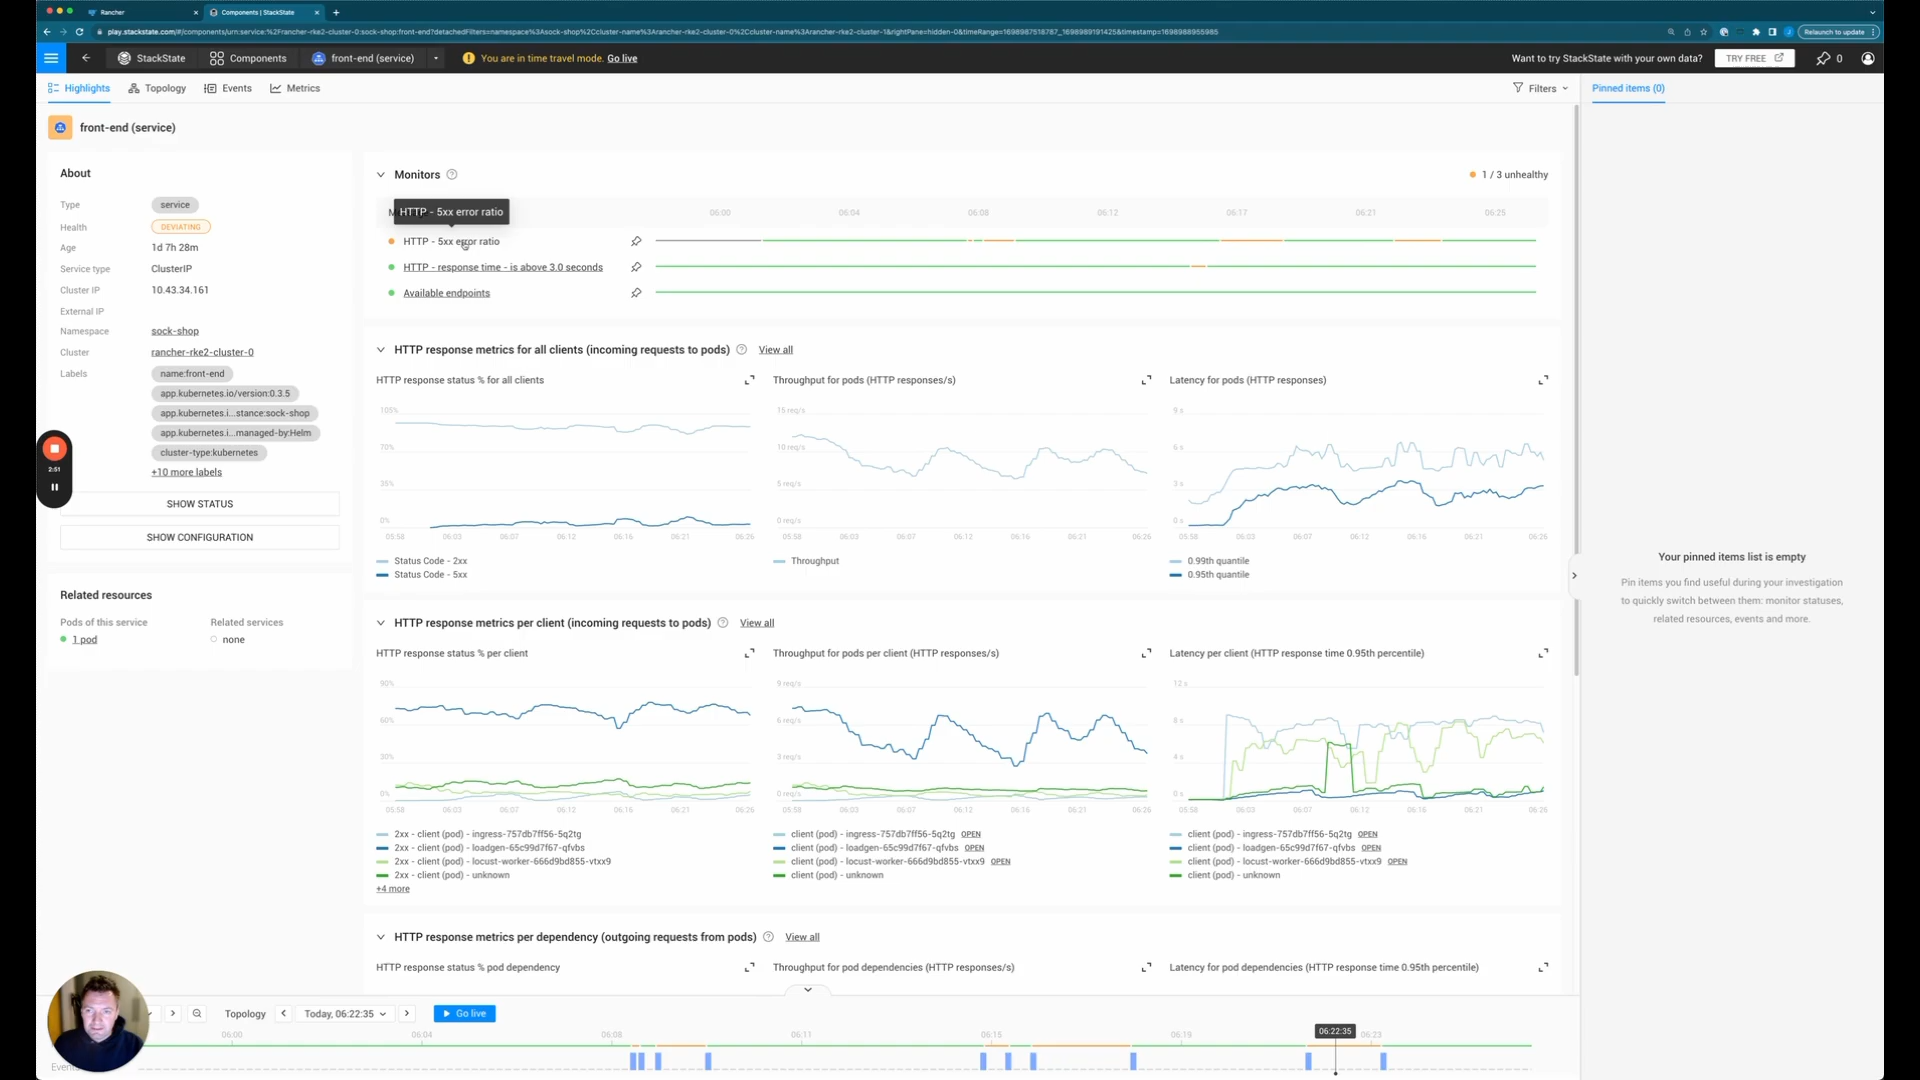 Rancher
Components | StackState
play.stackstate.com/#/components/urn:service:%2Francher-rke2-cluster-0:sock-shop:front-end?detachedFilters=namespace%3Asock-shop%2Ccluster-name%3Arancher-rke2-cluster-0%2Ccluster-name%3Arancher-rke2-cluster-1&rightPane=hidden-0&timeRange=1698987518787_1698989191425&timestamp=1698988955985
Relaunch to update
StackState
Components
front-end (service)
You are in time travel mode. Go live
Want to try StackState with your own data?
TRY FREE
0
Highlights
Topology
Events
Metrics
Filters
Pinned items (0)
front-end (service)
About
Type service
Health DEVIATING
Age 1d 7h 28m
Service type ClusterIP
Cluster IP 10.43.34.161
External IP
Namespace sock-shop
Cluster rancher-rke2-cluster-0
Labels name:front-end
app.kubernetes.io/version:0.3.5
app.kubernetes.i...stance:sock-shop
app.kubernetes.i...managed-by:Helm
cluster-type:kubernetes
+10 more labels
SHOW STATUS
SHOW CONFIGURATION
Related resources
Pods of this service
1 pod
Related services
none
2:51
Monitors
1 / 3 unhealthy
HTTP - 5xx error ratio
06:00 06:04 06:08 06:12 06:17 06:21 06:25
HTTP - 5xx error ratio
HTTP - response time - is above 3.0 seconds
Available endpoints
HTTP response metrics for all clients (incoming requests to pods) View all
HTTP response status % for all clients
105%
70%
35%
0%
05:58 06:03 06:07 06:12 06:16 06:21 06:26
Status Code - 2xx
Status Code - 5xx
Throughput for pods (HTTP responses/s)
15 req/s
10 req/s
5 req/s
0 req/s
05:58 06:03 06:07 06:12 06:16 06:21 06:26
Throughput
Latency for pods (HTTP responses)
9 s
6 s
3 s
0 s
05:58 06:03 06:07 06:12 06:16 06:21 06:26
0.99th quantile
0.95th quantile
HTTP response metrics per client (incoming requests to pods) View all
HTTP response status % per client
90%
60%
30%
0%
05:58 06:03 06:07 06:12 06:16 06:21 06:26
2xx - client (pod) - ingress-757db7ff56-5q2tg
2xx - client (pod) - loadgen-65c99d7f67-qfvbs
2xx - client (pod) - locust-worker-666d9bd855-vtxx9
2xx - client (pod) - unknown
+4 more
Throughput for pods per client (HTTP responses/s)
9 req/s
6 req/s
3 req/s
0 req/s
05:58 06:03 06:07 06:12 06:16 06:21 06:26
client (pod) - ingress-757db7ff56-5q2tg OPEN
client (pod) - loadgen-65c99d7f67-qfvbs OPEN
client (pod) - locust-worker-666d9bd855-vtxx9 OPEN
client (pod) - unknown
Latency per client (HTTP response time 0.95th percentile)
12 s
8 s
4 s
0 s
05:58 06:03 06:07 06:12 06:16 06:21 06:26
client (pod) - ingress-757db7ff56-5q2tg OPEN
client (pod) - loadgen-65c99d7f67-qfvbs OPEN
client (pod) - locust-worker-666d9bd855-vtxx9 OPEN
client (pod) - unknown
HTTP response metrics per dependency (outgoing requests from pods) View all
HTTP response status % pod dependency
Throughput for pod dependencies (HTTP responses/s)
Latency for pod dependencies (HTTP response time 0.95th percentile)
Your pinned items list is empty
Pin items you find useful during your investigation
to quickly switch between them: monitor statuses,
related resources, events and more.
Topology
Today, 06:22:35
Go live
06:00 06:04 06:08 06:11 06:15 06:19 06:22:35 06:23
Events